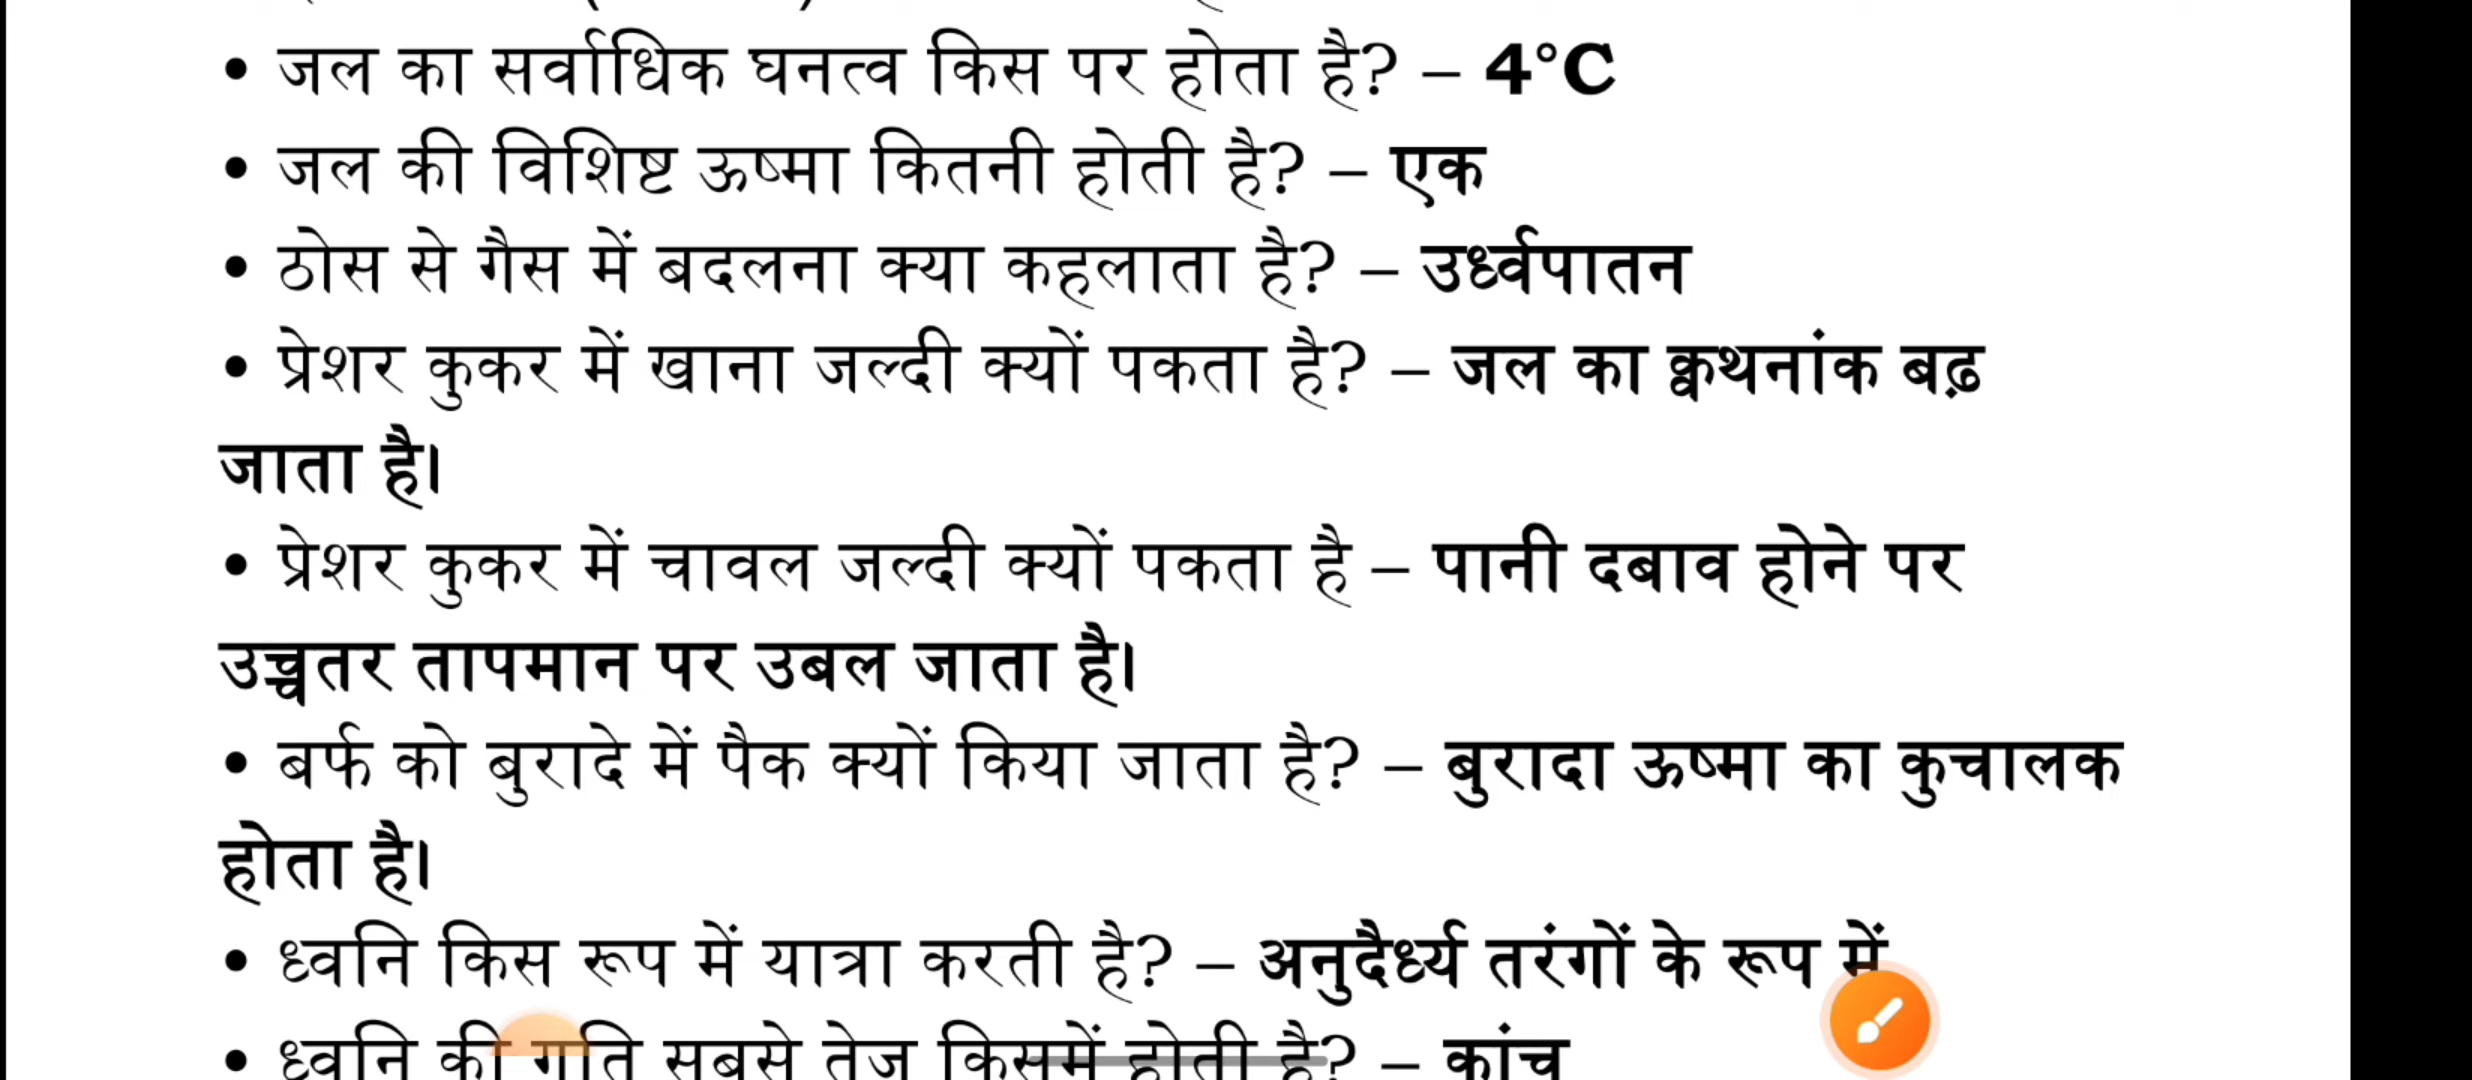 • जल का सर्वाधिक घनत्व किस पर होता है? – 4°C
• जल की विशिष्ट ऊष्मा कितनी होती है? – एक
• ठोस से गैस में बदलना क्या कहलाता है? – उर्ध्वपातन
• प्रेशर कुकर में खाना जल्दी क्यों पकता है? – जल का क्वथनांक बढ़
जाता है।
• प्रेशर कुकर में चावल जल्दी क्यों पकता है – पानी दबाव होने पर
उच्चतर तापमान पर उबल जाता है।
• बर्फ को बुरादे में पैक क्यों किया जाता है? – बुरादा ऊष्मा का कुचालक
होता है।
• ध्वनि किस रूप में यात्रा करती है? – अनुदैर्ध्य तरंगों के रूप में
• ध्वनि की गति सबसे तेज किसमें होती है? – कांच